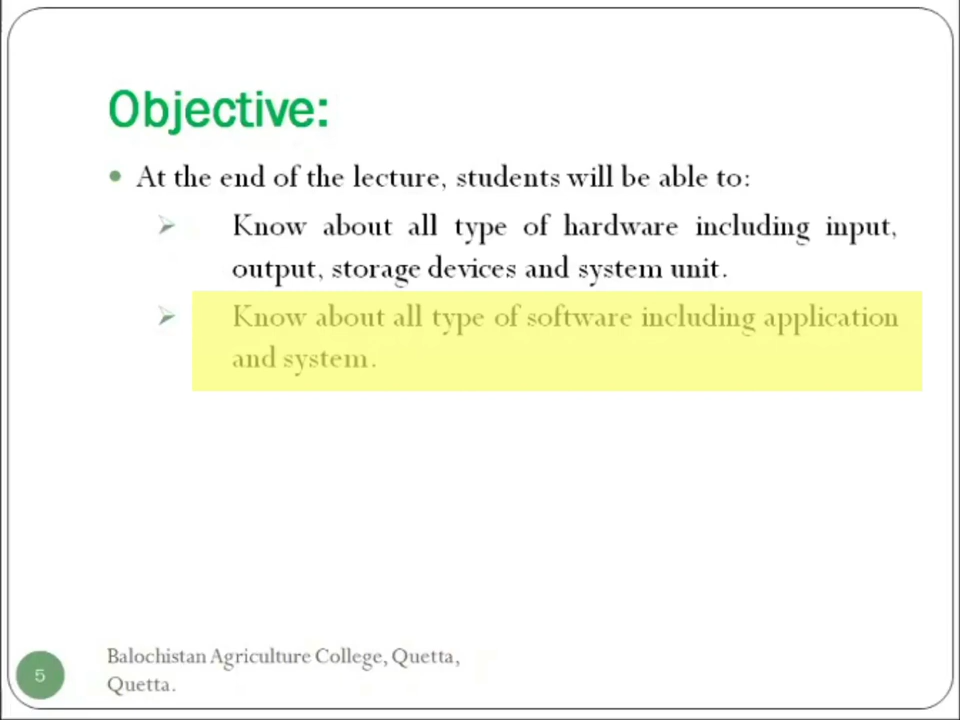 Objective:
At the end of the lecture, students will be able to:
Know about all type of hardware including input,
output, storage devices and system unit.
Know about all type of software including application
and system.
Balochistan Agriculture College, Quetta,
Quetta.
5